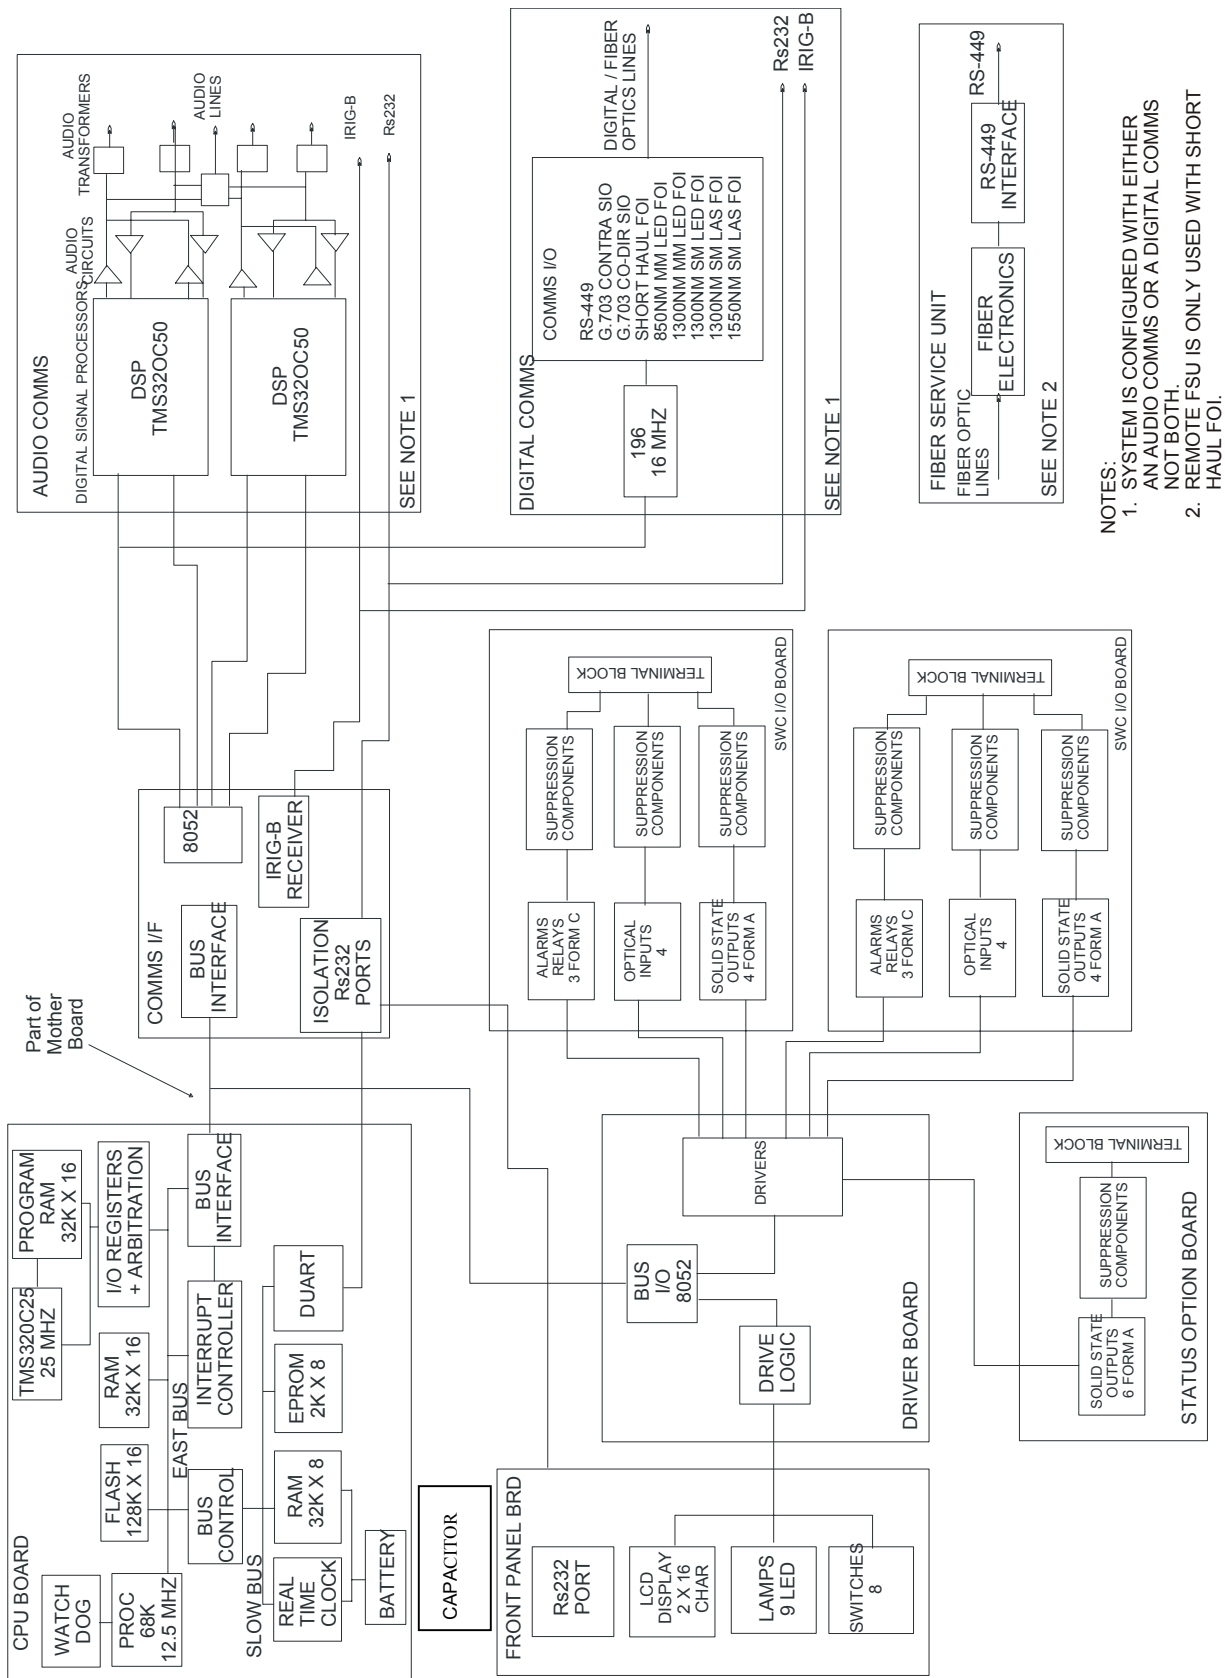 CPU BOARD
WATCH
DOG
PROC
68K
12.5 MHZ
FLASH
128K X 16
RAM
32K X 16
TMS320C25
25 MHZ
PROGRAM
RAM
32K X 16
I/O REGISTERS
+ ARBITRATION
EAST BUS
BUS
CONTROL
INTERRUPT
CONTROLLER
BUS
INTERFACE
SLOW BUS
REAL
TIME
CLOCK
RAM
32K X 8
EPROM
2K X 8
DUART
BATTERY
CAPACITOR
Part of
Mother
Board
COMMS I/F
BUS
INTERFACE
8052
IRIG-B
RECEIVER
ISOLATION
Rs232
PORTS
AUDIO COMMS
DIGITAL SIGNAL PROCESSORS
AUDIO
CIRCUITS
AUDIO
TRANSFORMERS
DSP
TMS32OC50
DSP
TMS32OC50
AUDIO
LINES
IRIG-B
Rs232
SEE NOTE 1
FRONT PANEL BRD
Rs232
PORT
LCD
DISPLAY
2 X 16
CHAR
LAMPS
9 LED
SWITCHES
8
DRIVER BOARD
BUS
I/O
8052
DRIVE
LOGIC
DRIVERS
ALARMS
RELAYS
3 FORM C
SUPPRESSION
COMPONENTS
OPTICAL
INPUTS
4
SUPPRESSION
COMPONENTS
SOLID STATE
OUTPUTS
4 FORM A
SUPPRESSION
COMPONENTS
TERMINAL BLOCK
SWC I/O BOARD
ALARMS
RELAYS
3 FORM C
SUPPRESSION
COMPONENTS
OPTICAL
INPUTS
4
SUPPRESSION
COMPONENTS
SOLID STATE
OUTPUTS
4 FORM A
SUPPRESSION
COMPONENTS
TERMINAL BLOCK
SWC I/O BOARD
STATUS OPTION BOARD
SOLID STATE
OUTPUTS
6 FORM A
SUPPRESSION
COMPONENTS
TERMINAL BLOCK
DIGITAL COMMS
196
16 MHZ
COMMS I/O
RS-449
G.703 CONTRA SIO
G.703 CO-DIR SIO
SHORT HAUL FOI
850NM MM LED FOI
1300NM MM LED FOI
1300NM SM LED FOI
1300NM SM LAS FOI
1550NM SM LAS FOI
DIGITAL / FIBER
OPTICS LINES
Rs232
IRIG-B
SEE NOTE 1
FIBER SERVICE UNIT
FIBER OPTIC
LINES
FIBER
ELECTRONICS
RS-449
INTERFACE
RS-449
SEE NOTE 2
NOTES:
1. SYSTEM IS CONFIGURED WITH EITHER
AN AUDIO COMMS OR A DIGITAL COMMS
NOT BOTH.
2. REMOTE FSU IS ONLY USED WITH SHORT
HAUL FOI.